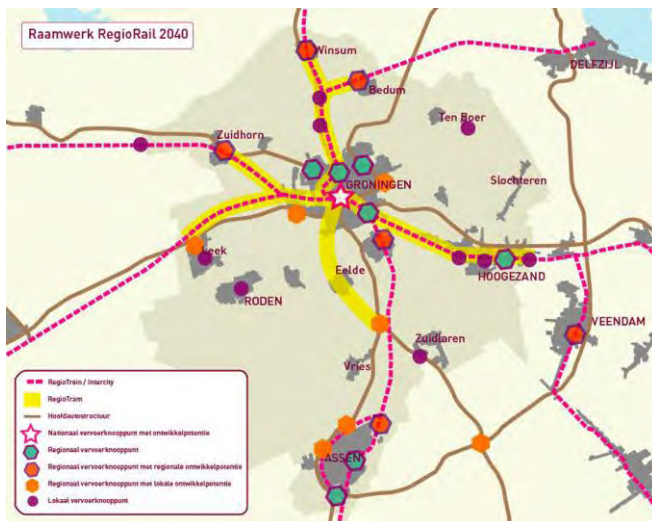 Raamwerk RegioRail 2040
Winsum
DELFZIJL
Bedum
Ten Boer
Zuidhorn
GRONINGEN
Slochteren
Leek
HOOGEZAND
Eelde
RODEN
VEENDAM
Zuidlaren
Vries
ASSEN
RegioTrein / Intercity
RegioTram
Hoofdautostructuur
Nationaal vervoerknooppunt met ontwikkelpotentie
Regionaal vervoerknooppunt
Regionaal vervoerknooppunt met regionale ontwikkelpotentie
Regionaal vervoerknooppunt met lokale ontwikkelpotentie
Lokaal vervoerknooppunt